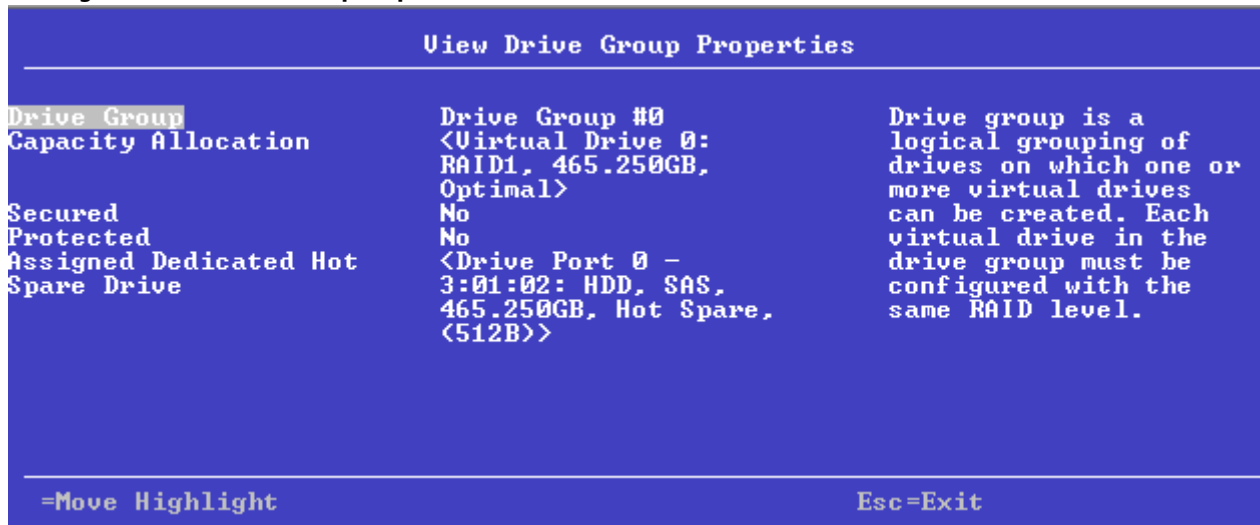 View Drive Group Properties
Drive Group
Drive Group #0
Capacity Allocation
<Virtual Drive 0:
RAID1, 465.250GB,
Optimal>
Secured
No
Protected
No
Assigned Dedicated Hot
Spare Drive
<Drive Port 0 -
3:01:02: HDD, SAS,
465.250GB, Hot Spare,
(512B)>
Drive group is a
logical grouping of
drives on which one or
more virtual drives
can be created. Each
virtual drive in the
drive group must be
configured with the
same RAID level.
=Move Highlight
Esc=Exit